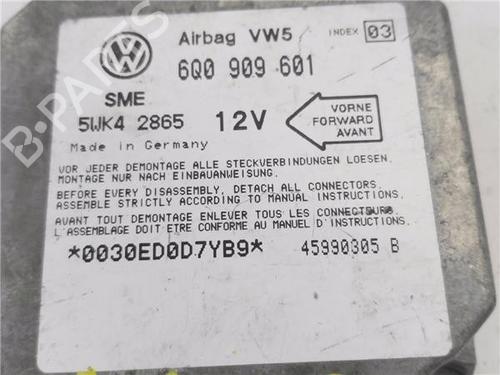 Airbag VW5 INDEX 03
6Q0 909 601
SME
5WK4 2865 12V
VORNE
FORWARD
AVANT
Made in Germany
VOR JEDER DEMONTAGE ALLE STECKVERBINDUNGEN LOESEN.
MONTAGE NUR NACH EINBAUANWEISUNG.
BEFORE EVERY DISASSEMBLY, DETACH ALL CONNECTORS.
ASSEMBLE STRICTLY ACCORDING TO MANUAL INSTRUCTIONS.
AVANT TOUT DEMONTAGE ENLEVER TOUS LES CONNECTEURS.
L'ASSEMBLAGE DOIT ETRE CONFORME AU MANUEL D'INSTRUCTIONS.
*0030ED0D7YB9* 45990305 B